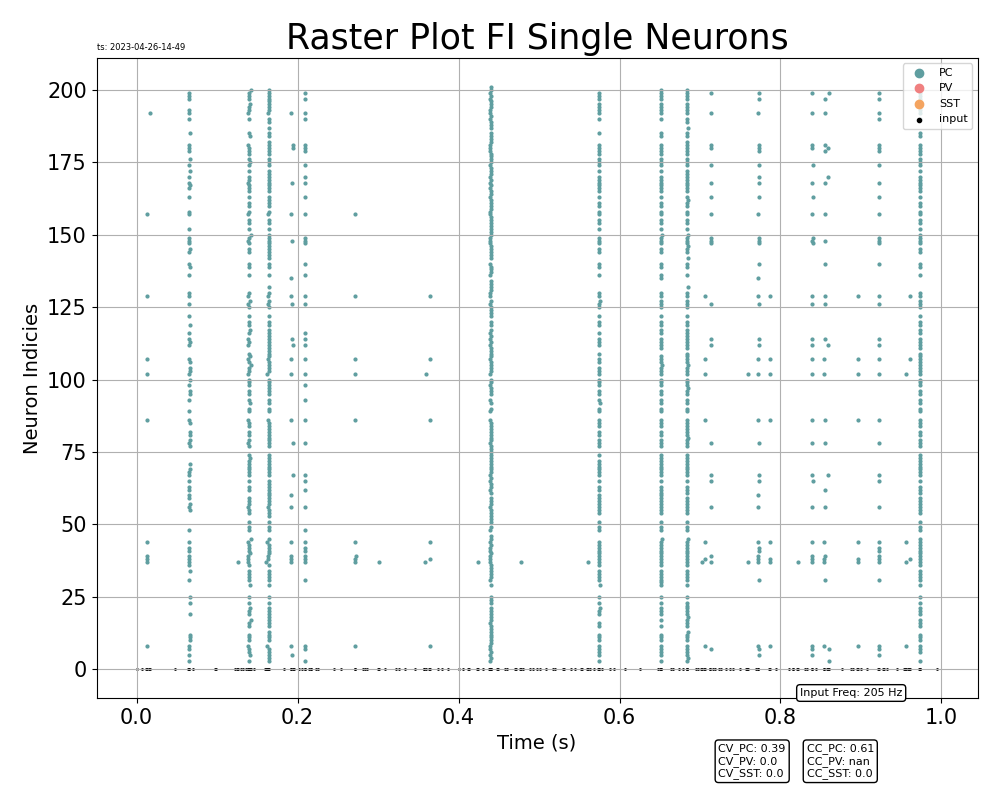 Raster Plot FI Single Neurons
ts: 2023-04-26-14-49
PC
PV
SST
input
200
175
150
125
100
75
50
25
0
Neuron Indicies
0.0 0.2 0.4 0.6 0.8 1.0
Time (s)
Input Freq: 205 Hz
CV_PC: 0.39
CV_PV: 0.0
CV_SST: 0.0
CC_PC: 0.61
CC_PV: nan
CC_SST: 0.0